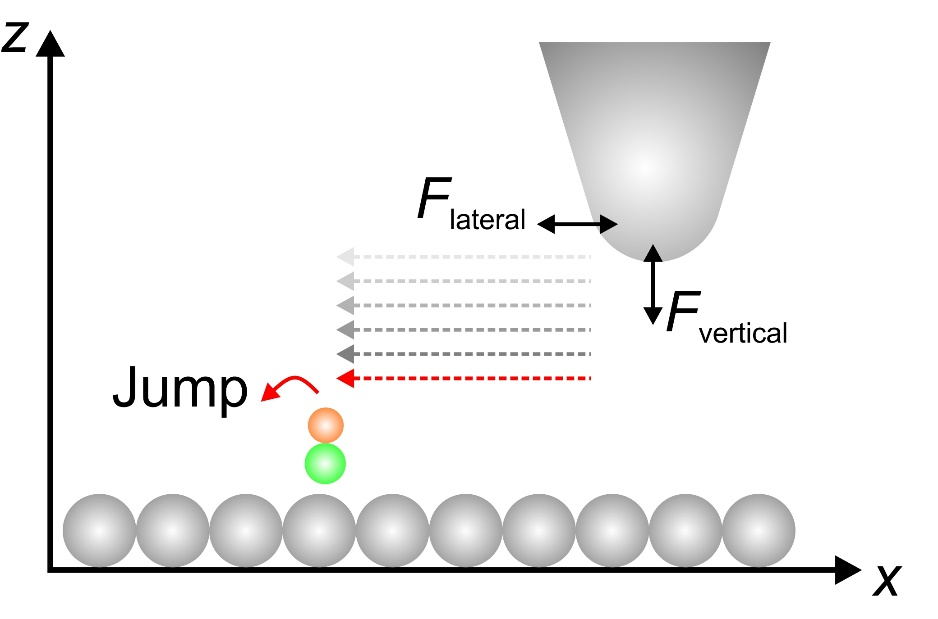 z
F lateral
F vertical
Jump
x